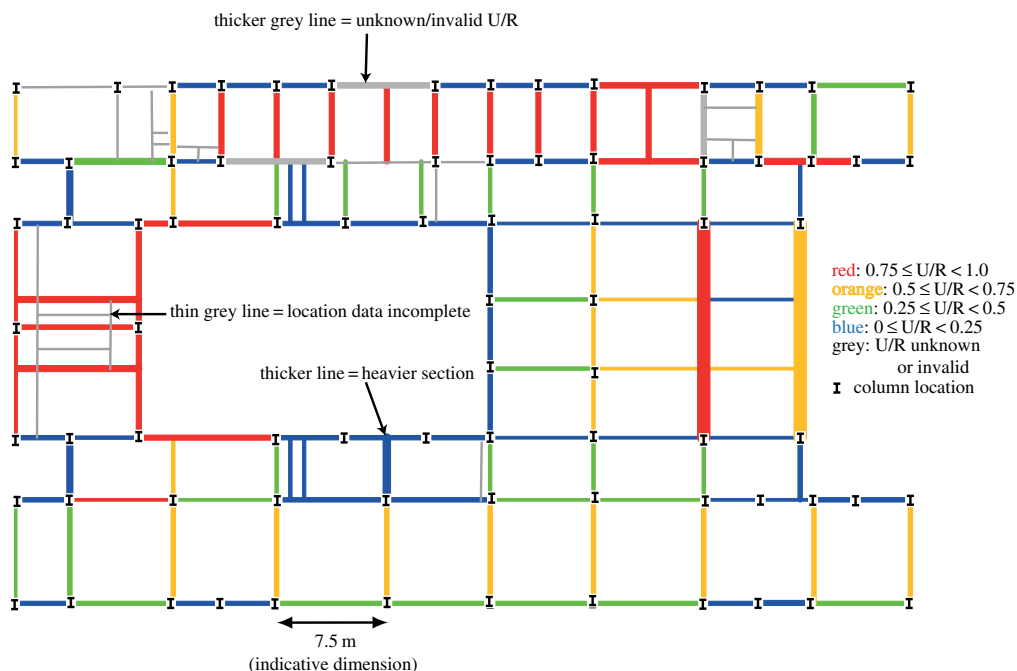 thicker grey line = unknown/invalid U/R
red: 0.75 ≤ U/R < 1.0
orange: 0.5 ≤ U/R < 0.75
green: 0.25 ≤ U/R < 0.5
blue: 0 ≤ U/R < 0.25
grey: U/R unknown
or invalid
column location
thin grey line = location data incomplete
thicker line = heavier section
7.5 m
(indicative dimension)